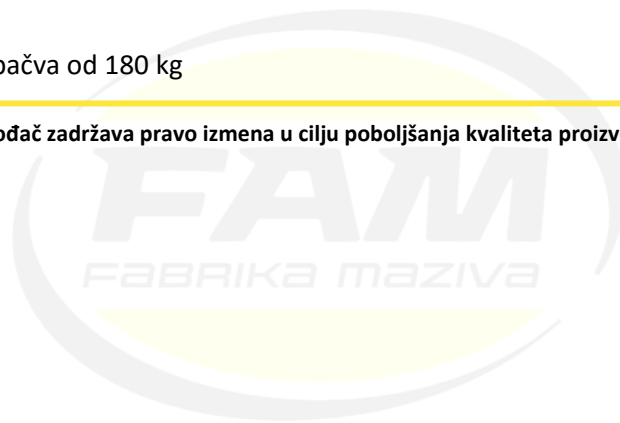 bačva od 180 kg
ođač zadržava pravo izmena u cilju poboljšanja kvaliteta proizv
FAM
FABRIKA MAZIVA